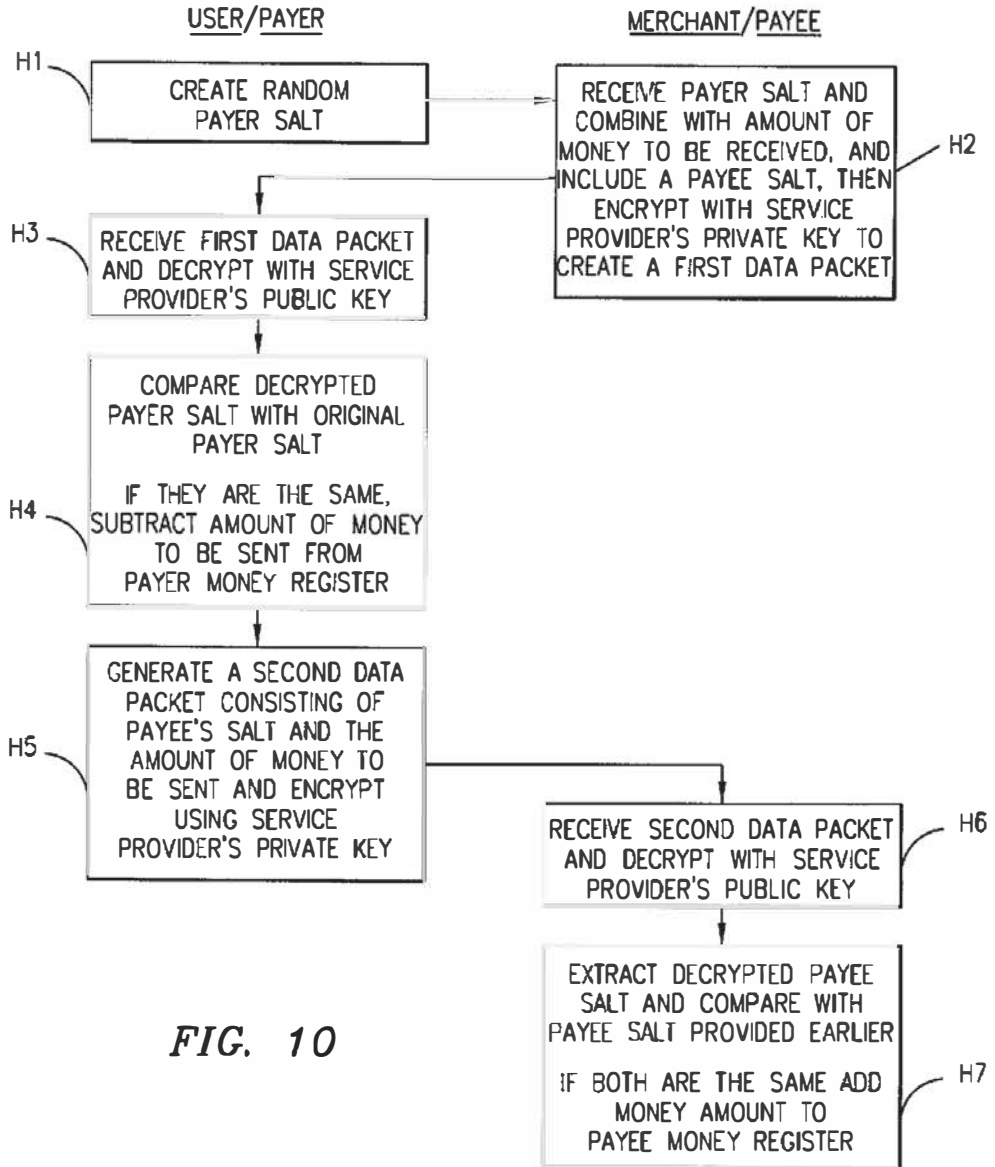 USER/PAYER
MERCHANT/PAYEE
H1
CREATE RANDOM
PAYER SALT
RECEIVE PAYER SALT AND
COMBINE WITH AMOUNT OF
MONEY TO BE RECEIVED, AND
INCLUDE A PAYEE SALT, THEN
ENCRYPT WITH SERVICE
PROVIDER'S PRIVATE KEY TO
CREATE A FIRST DATA PACKET
H2
H3
RECEIVE FIRST DATA PACKET
AND DECRYPT WITH SERVICE
PROVIDER'S PUBLIC KEY
H4
COMPARE DECRYPTED
PAYER SALT WITH ORIGINAL
PAYER SALT
IF THEY ARE THE SAME,
SUBTRACT AMOUNT OF MONEY
TO BE SENT FROM
PAYER MONEY REGISTER
H5
GENERATE A SECOND DATA
PACKET CONSISTING OF
PAYEE'S SALT AND THE
AMOUNT OF MONEY TO
BE SENT AND ENCRYPT
USING SERVICE
PROVIDER'S PRIVATE KEY
RECEIVE SECOND DATA PACKET
AND DECRYPT WITH SERVICE
PROVIDER'S PUBLIC KEY
H6
EXTRACT DECRYPTED PAYEE
SALT AND COMPARE WITH
PAYEE SALT PROVIDED EARLIER
IF BOTH ARE THE SAME ADD
MONEY AMOUNT TO
PAYEE MONEY REGISTER
H7
FIG. 10